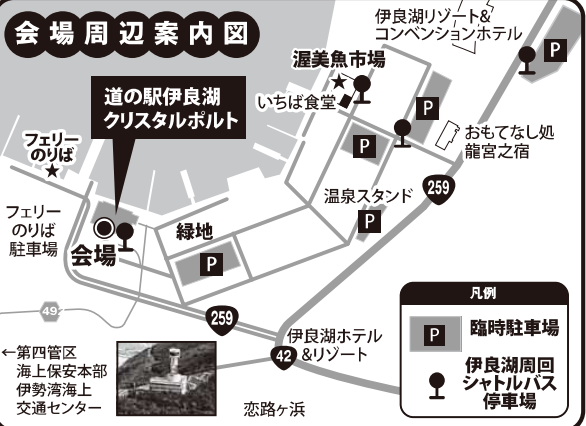 会場周辺案内図
伊良湖リゾート&
コンベンションホテル
P
渥美魚市場
いちば食堂
P
P
おもてなし処
龍宮之宿
道の駅伊良湖
クリスタルポルト
フェリー
のりば
温泉スタンド
259
P
フェリー
のりば
駐車場
会場
緑地
P
49
259
伊良湖ホテル
&リゾート
42
←第四管区
海上保安本部
伊勢湾海上
交通センター
恋路ヶ浜
凡例
P
臨時駐車場
伊良湖周回
シャトルバス
停車場